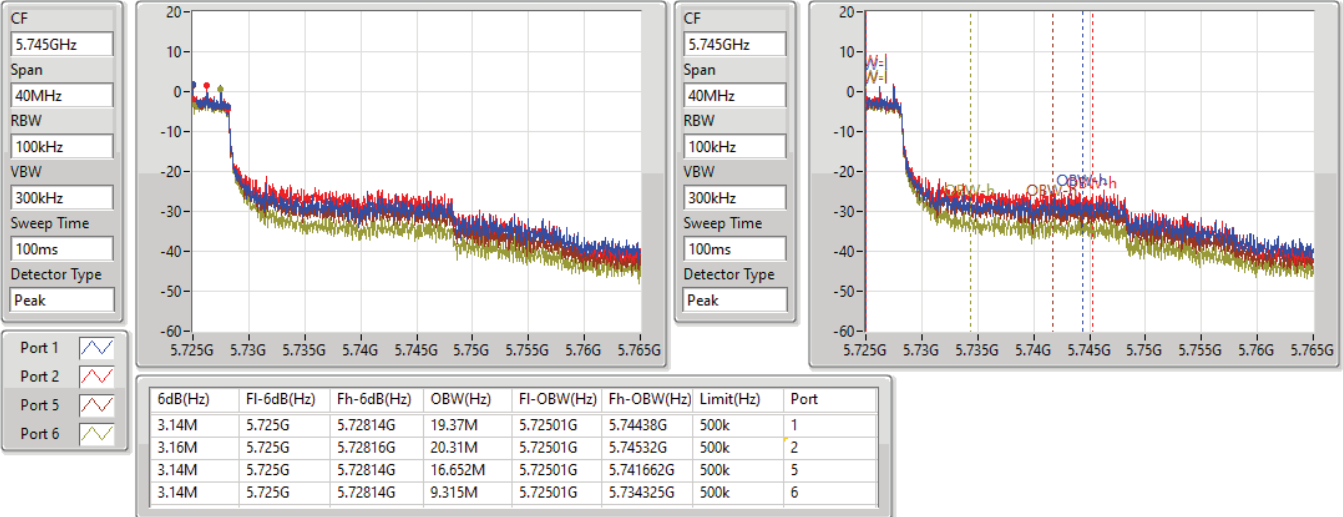 CF
5.745GHz
Span
40MHz
RBW
100kHz
VBW
300kHz
Sweep Time
100ms
Detector Type
Peak
20
10
0
-10
-20
-30
-40
-50
-60
5.725G 5.73G 5.735G 5.74G 5.745G 5.75G 5.755G 5.76G 5.765G
CF
5.745GHz
Span
40MHz
RBW
100kHz
VBW
300kHz
Sweep Time
100ms
Detector Type
Peak
20
10
0
-10
-20
-30
-40
-50
-60
OBW-h
5.725G 5.73G 5.735G 5.74G 5.745G 5.75G 5.755G 5.76G 5.765G
Port 1
Port 2
Port 5
Port 6
6dB(Hz) Fl-6dB(Hz) Fh-6dB(Hz) OBW(Hz) Fl-OBW(Hz) Fh-OBW(Hz) Limit(Hz) Port
3.14M 5.725G 5.72814G 19.37M 5.72501G 5.74438G 500k 1
3.16M 5.725G 5.72816G 20.31M 5.72501G 5.74532G 500k 2
3.14M 5.725G 5.72814G 16.652M 5.72501G 5.741662G 500k 5
3.14M 5.725G 5.72814G 9.315M 5.72501G 5.734325G 500k 6